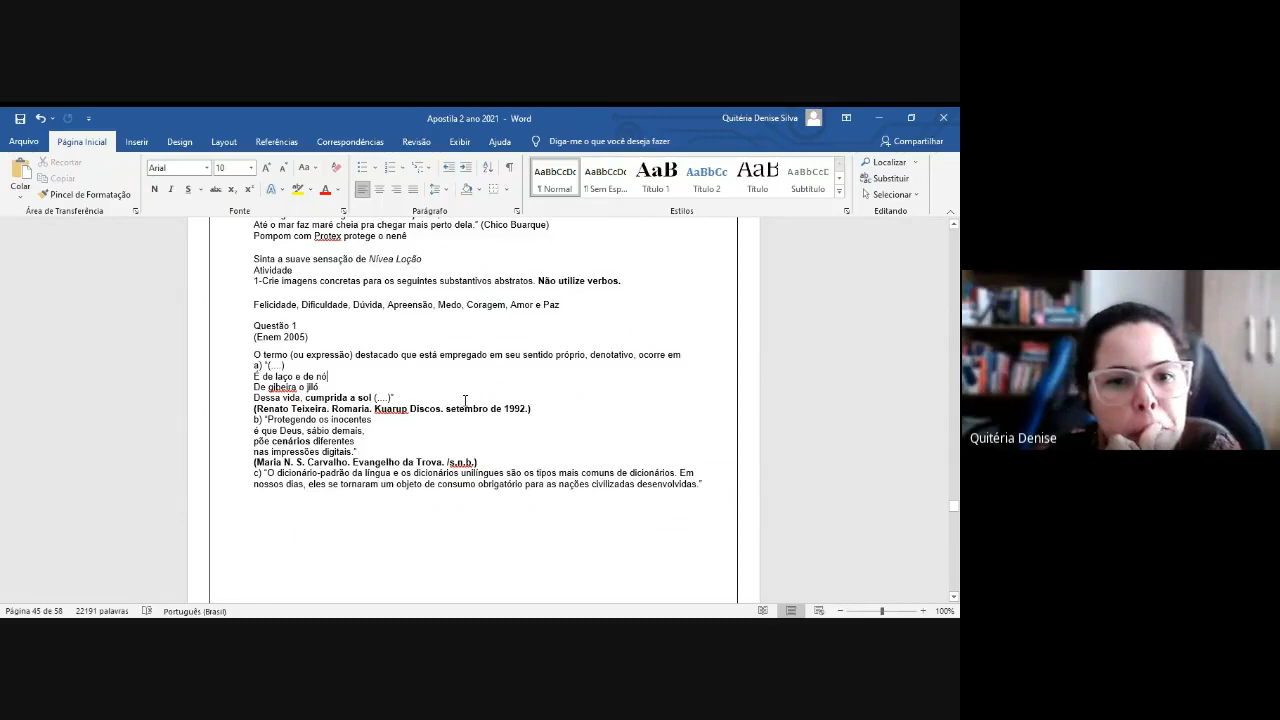 Apostila 2 ano 2021 - Word
Quitéria Denise Silva
Arquivo
Página Inicial
Inserir
Design
Layout
Referências
Correspondências
Revisão
Exibir
Ajuda
Diga-me o que você deseja fazer
Compartilhar
Colar
Recortar
Copiar
Pincel de Formatação
Área de Transferência
Arial
10
N I S abc x₂ x²
Fonte
Parágrafo
AaBbCcDc
¶ Normal
AaBbCcDc
¶ Sem Esp...
AaB
Título 1
AaBbCc
Título 2
AaB
Título
AaBbCcC
Subtítulo
Estilos
Localizar
Substituir
Selecionar
Editando
Até o mar faz maré cheia pra chegar mais perto dela." (Chico Buarque)
Pompom com Protex protege o nenê
Sinta a suave sensação de Nívea Loção
Atividade
1-Crie imagens concretas para os seguintes substantivos abstratos. Não utilize verbos.
Felicidade, Dificuldade, Dúvida, Apreensão, Medo, Coragem, Amor e Paz
Questão 1
(Enem 2005)
O termo (ou expressão) destacado que está empregado em seu sentido próprio, denotativo, ocorre em
a) "(....)
É de laço e de nó
De gibeira o jiló
Dessa vida, cumprida a sol (....)"
(Renato Teixeira. Romaria. Kuarup Discos. setembro de 1992.)
b) "Protegendo os inocentes
é que Deus, sábio demais,
põe cenários diferentes
nas impressões digitais."
(Maria N. S. Carvalho. Evangelho da Trova. /s.n.b.)
c) "O dicionário-padrão da língua e os dicionários unilíngues são os tipos mais comuns de dicionários. Em
nossos dias, eles se tornaram um objeto de consumo obrigatório para as nações civilizadas desenvolvidas."
Quitéria Denise
Página 45 de 58
22191 palavras
Português (Brasil)
100%